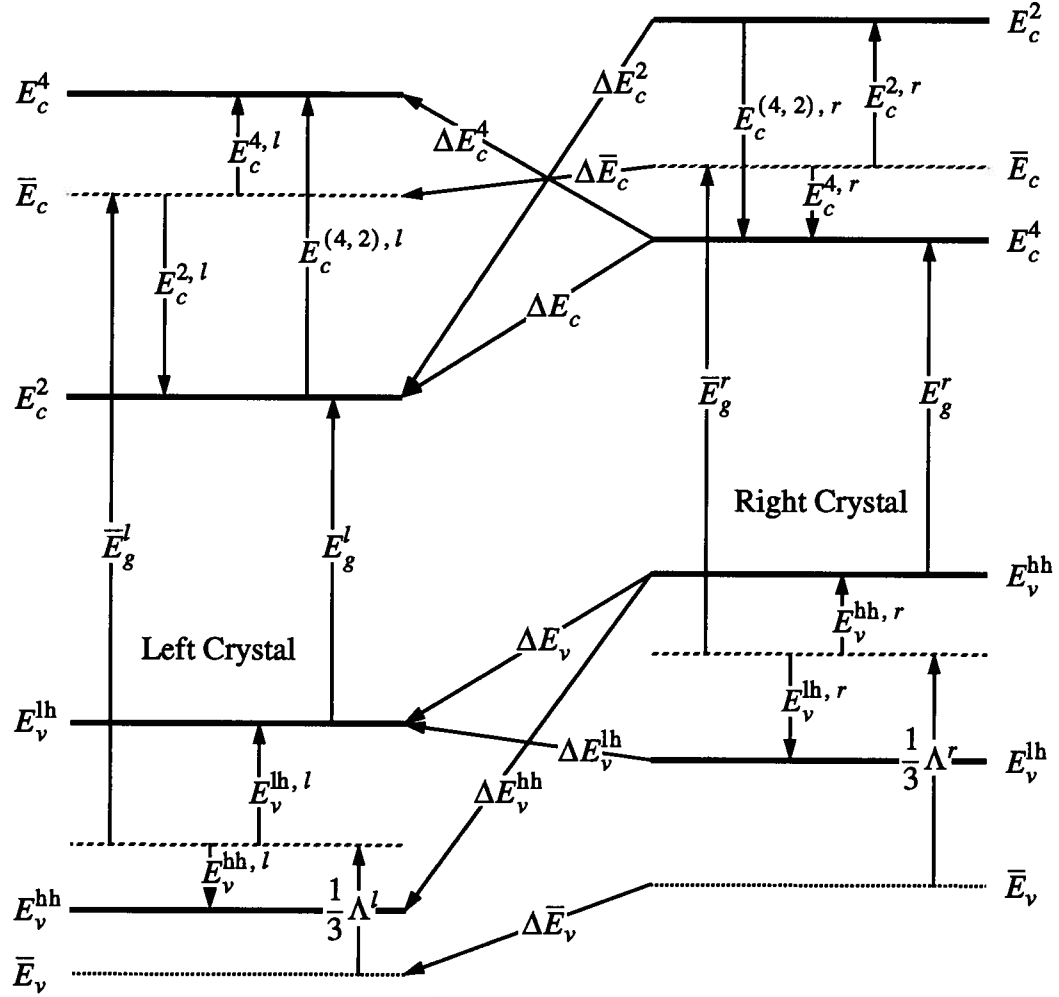 E_c^2
E_c^4
ΔE_c^2
E_c^{(4, 2), r}
E_c^{2, r}
E_c^{4, l}
ΔE_c^4
Ē_c
ΔĒ_c
E_c^{4, r}
Ē_c
E_c^{2, l}
E_c^{(4, 2), l}
E_c^4
ΔE_c
E_c^2
Ē_g^r
E_g^r
Right Crystal
Ē_g^l
E_g^l
E_v^{hh}
Left Crystal
ΔE_v
E_v^{hh, r}
E_v^{lh}
E_v^{lh, r}
ΔE_v^{lh}
1/3 Λ^r
E_v^{lh}
E_v^{lh, l}
ΔE_v^{hh}
E_v^{hh, l}
E_v^{hh}
1/3 Λ^l
ΔĒ_v
Ē_v
Ē_v